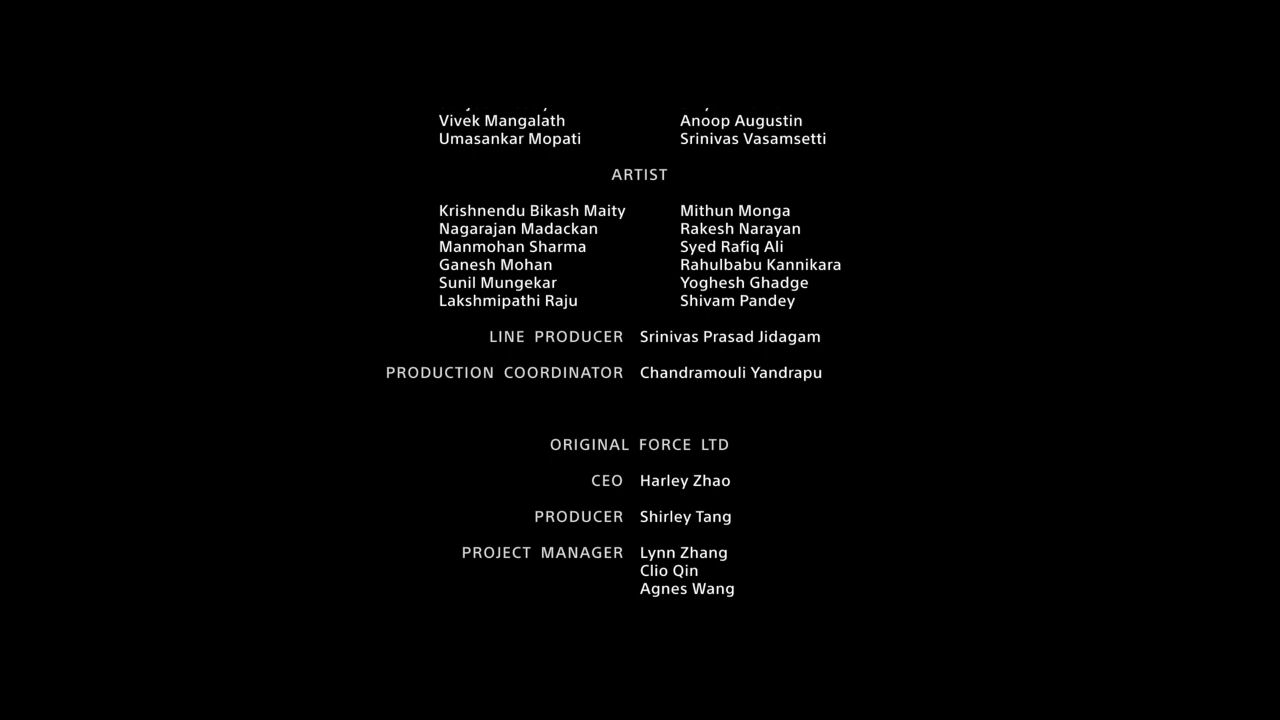 Vivek Mangalath Anoop Augustin
Umasankar Mopati Srinivas Vasamsetti
ARTIST
Krishnendu Bikash Maity Mithun Monga
Nagarajan Madackan Rakesh Narayan
Manmohan Sharma Syed Rafiq Ali
Ganesh Mohan Rahulbabu Kannikara
Sunil Mungekar Yoghesh Ghadge
Lakshmipathi Raju Shivam Pandey
LINE PRODUCER Srinivas Prasad Jidagam
PRODUCTION COORDINATOR Chandramouli Yandrapu
ORIGINAL FORCE LTD
CEO Harley Zhao
PRODUCER Shirley Tang
PROJECT MANAGER Lynn Zhang
Clio Qin
Agnes Wang